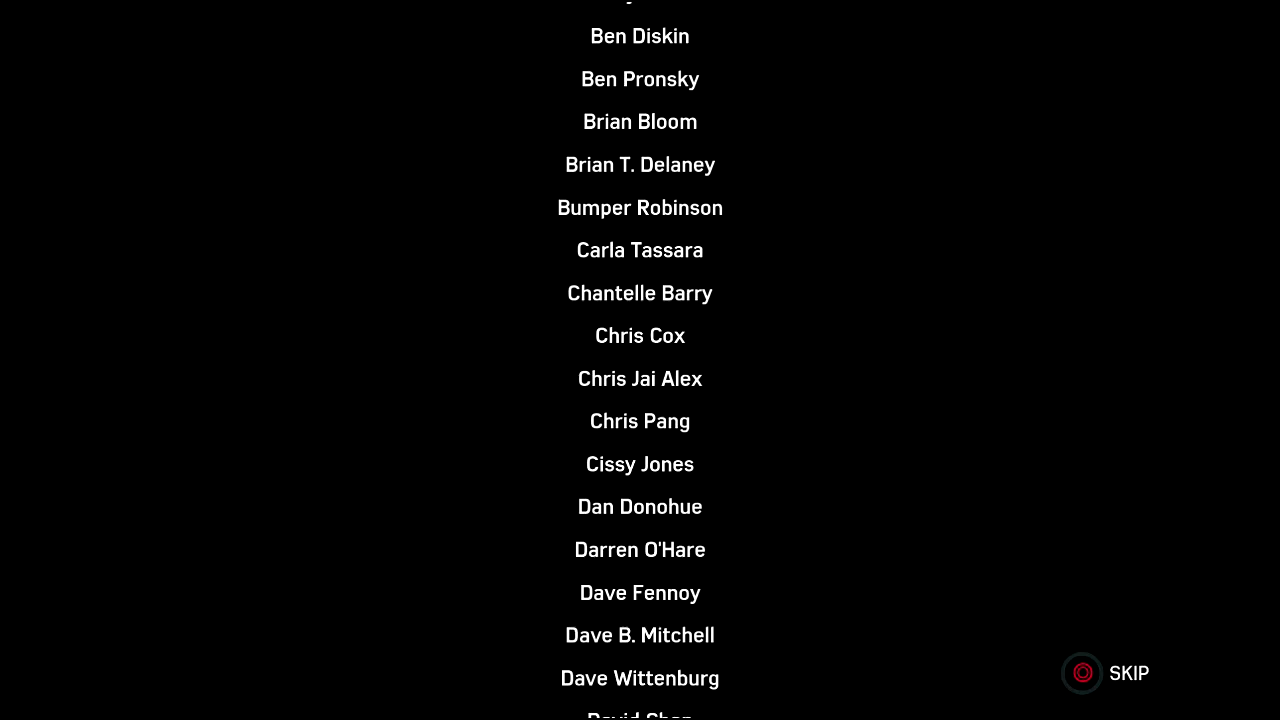 Ben Diskin
Ben Pronsky
Brian Bloom
Brian T. Delaney
Bumper Robinson
Carla Tassara
Chantelle Barry
Chris Cox
Chris Jai Alex
Chris Pang
Cissy Jones
Dan Donohue
Darren O'Hare
Dave Fennoy
Dave B. Mitchell
Dave Wittenburg
SKIP